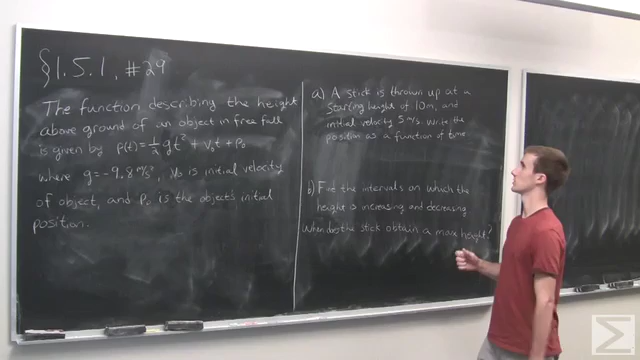 §1.5.1, #29
The function describing the height
above ground of an object in free fall
is given by p(t)=½gt²+v₀t+p₀
where g=-9.8 m/s², v₀ is initial velocity
of object, and p₀ is the object's initial
position.
a) A stick is thrown up at a
starting height of 10m, and
initial velocity 5 m/s. Write the
position as a function of time
b) Find the intervals on which the
height is increasing and decreasing
When does the stick obtain a max height?
Σ